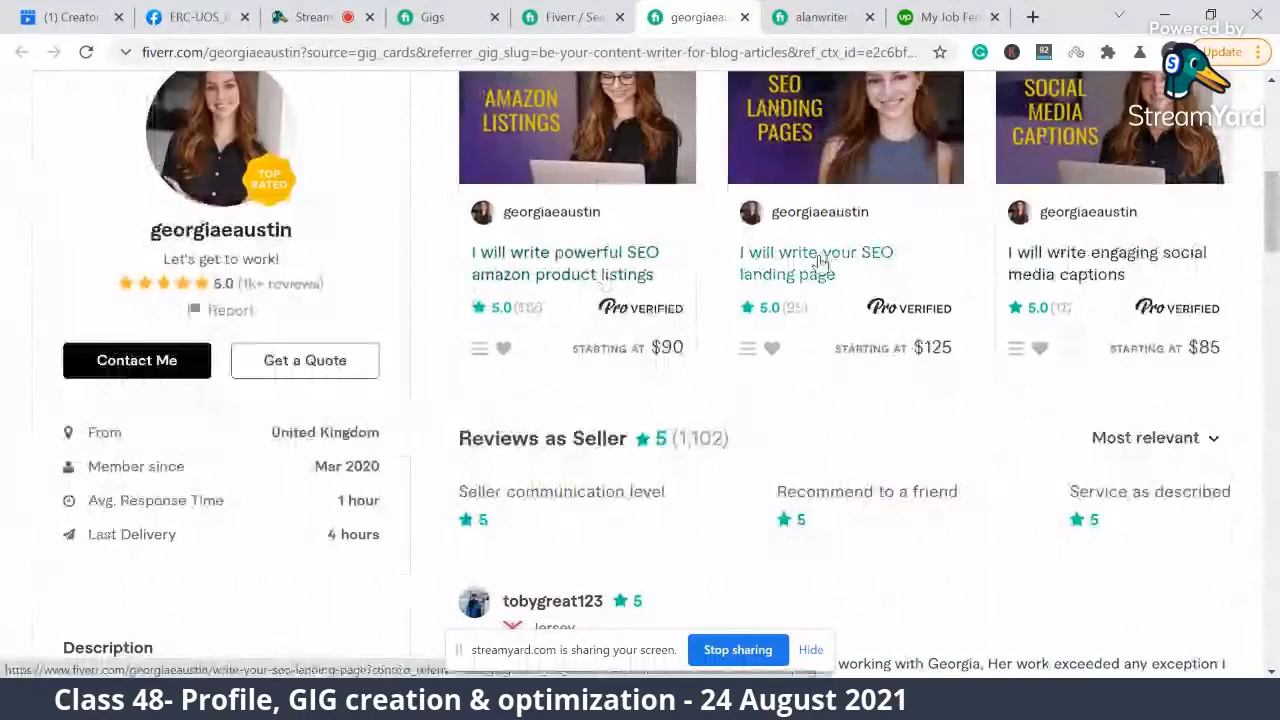 (1) Creator
ERC-UOS_I
Stream
Gigs
Fiverr / Se
georgiaea
alanwriter
My Job Fee
Powered by
fiverr.com/georgiaeaustin?source=gig_cards&referrer_gig_slug=be-your-content-writer-for-blog-articles&ref_ctx_id=e2c6bf...
92
Update
StreamYard
AMAZON
LISTINGS
SEO
LANDING
PAGES
SOCIAL
MEDIA
CAPTIONS
TOP
RATED
georgiaeaustin
Let's get to work!
5.0 (1k+ reviews)
Report
Contact Me
Get a Quote
From United Kingdom
Member since Mar 2020
Avg. Response Time 1 hour
Last Delivery 4 hours
Description
georgiaeaustin
I will write powerful SEO
amazon product listings
5.0
Pro VERIFIED
STARTING AT $90
georgiaeaustin
I will write your SEO
landing page
5.0
Pro VERIFIED
STARTING AT $125
georgiaeaustin
I will write engaging social
media captions
5.0
Pro VERIFIED
STARTING AT $85
Reviews as Seller 5 (1,102)
Most relevant
Seller communication level
5
Recommend to a friend
5
Service as described
5
tobygreat123 5
Jersey
working with Georgia, Her work exceeded any exception I
streamyard.com is sharing your screen.
Stop sharing
Hide
Class 48- Profile, GIG creation & optimization - 24 August 2021